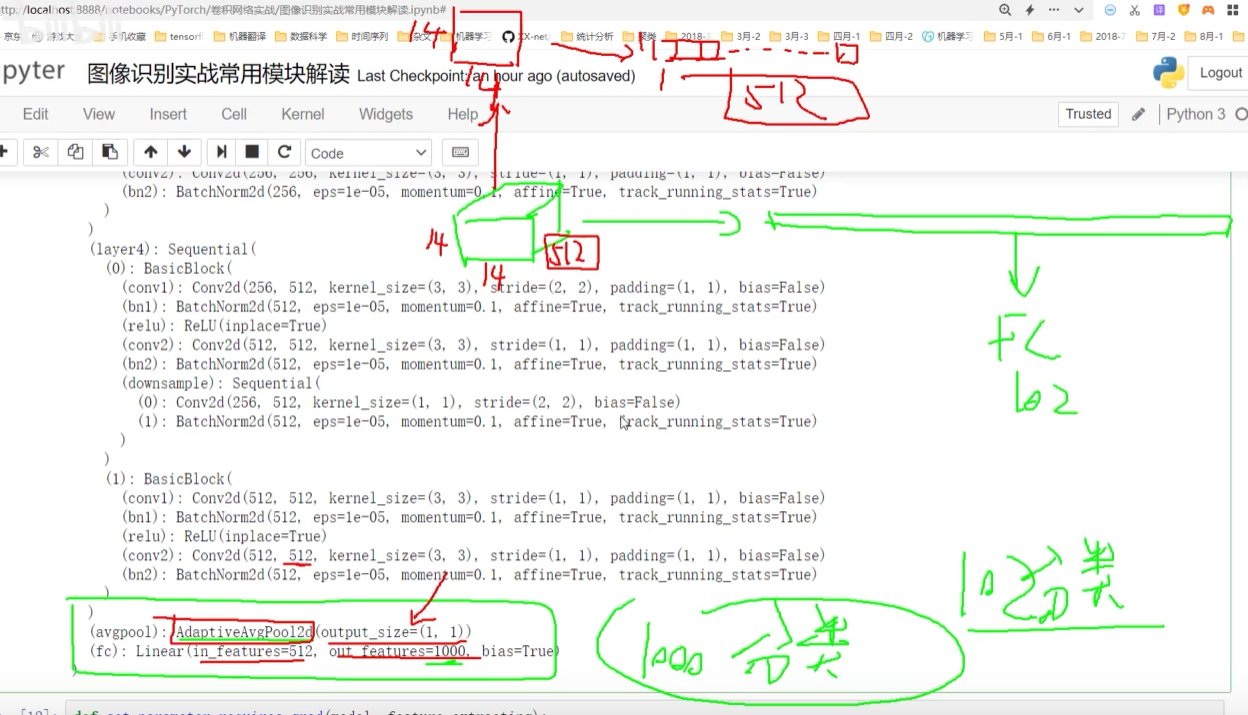 ttp://localhost:8888/notebooks/PyTorch/卷积网络实战/图像识别实战常用模块解读.ipynb#
京东 游戏大 手机收藏 tensorfl 机器翻译 数据科学 时间序列 杂文 机器学习 XX-net/ 统计分析 聚类 2018-3 3月-2 3月-3 四月-1 四月-2 机器学习 5月-1 6月-1 2018-7 7月-2 8月-1
pyter 图像识别实战常用模块解读 Last Checkpoint: an hour ago (autosaved) Logout
Edit View Insert Cell Kernel Widgets Help Trusted Python 3
Code
(conv2): Conv2d(256, 256, kernel_size=(3, 3), stride=(1, 1), padding=(1, 1), bias=False)
(bn2): BatchNorm2d(256, eps=1e-05, momentum=0.1, affine=True, track_running_stats=True)
)
)
(layer4): Sequential(
(0): BasicBlock(
(conv1): Conv2d(256, 512, kernel_size=(3, 3), stride=(2, 2), padding=(1, 1), bias=False)
(bn1): BatchNorm2d(512, eps=1e-05, momentum=0.1, affine=True, track_running_stats=True)
(relu): ReLU(inplace=True)
(conv2): Conv2d(512, 512, kernel_size=(3, 3), stride=(1, 1), padding=(1, 1), bias=False)
(bn2): BatchNorm2d(512, eps=1e-05, momentum=0.1, affine=True, track_running_stats=True)
(downsample): Sequential(
(0): Conv2d(256, 512, kernel_size=(1, 1), stride=(2, 2), bias=False)
(1): BatchNorm2d(512, eps=1e-05, momentum=0.1, affine=True, track_running_stats=True)
)
)
(1): BasicBlock(
(conv1): Conv2d(512, 512, kernel_size=(3, 3), stride=(1, 1), padding=(1, 1), bias=False)
(bn1): BatchNorm2d(512, eps=1e-05, momentum=0.1, affine=True, track_running_stats=True)
(relu): ReLU(inplace=True)
(conv2): Conv2d(512, 512, kernel_size=(3, 3), stride=(1, 1), padding=(1, 1), bias=False)
(bn2): BatchNorm2d(512, eps=1e-05, momentum=0.1, affine=True, track_running_stats=True)
)
)
(avgpool): AdaptiveAvgPool2d(output_size=(1, 1))
(fc): Linear(in_features=512, out_features=1000, bias=True)
)
14
14
1
1
512
14
14
512
FC
102
102分类
1000分类